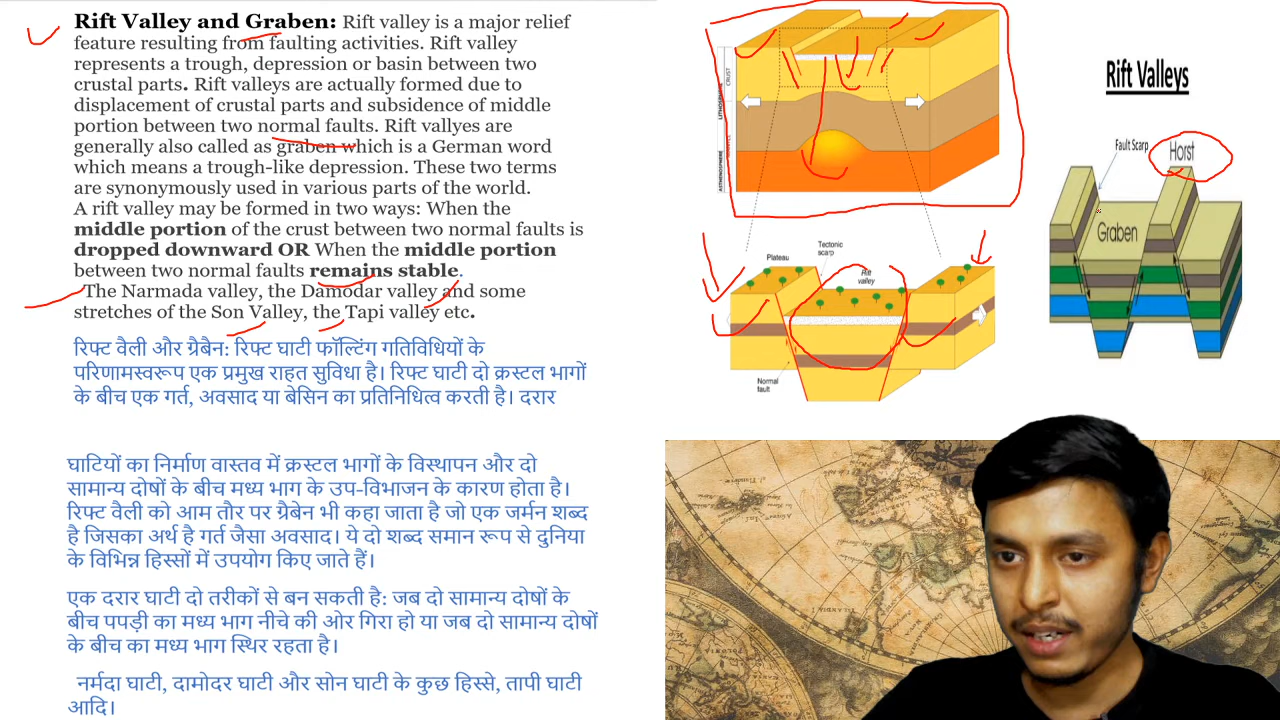 Rift Valley and Graben: Rift valley is a major relief
feature resulting from faulting activities. Rift valley
represents a trough, depression or basin between two
crustal parts. Rift valleys are actually formed due to
displacement of crustal parts and subsidence of middle
portion between two normal faults. Rift vallyes are
generally also called as graben which is a German word
which means a trough-like depression. These two terms
are synonymously used in various parts of the world.
A rift valley may be formed in two ways: When the
middle portion of the crust between two normal faults is
dropped downward OR When the middle portion
between two normal faults remains stable.
The Narmada valley, the Damodar valley and some
stretches of the Son Valley, the Tapi valley etc.
रिफ्ट वैली और ग्रैबैन: रिफ्ट घाटी फॉल्टिंग गतिविधियों के
परिणामस्वरूप एक प्रमुख राहत सुविधा है। रिफ्ट घाटी दो क्रस्टल भागों
के बीच एक गर्त, अवसाद या बेसिन का प्रतिनिधित्व करती है। दरार
घाटियों का निर्माण वास्तव में क्रस्टल भागों के विस्थापन और दो
सामान्य दोषों के बीच मध्य भाग के उप-विभाजन के कारण होता है।
रिफ्ट वैली को आम तौर पर ग्रैबेन भी कहा जाता है जो एक जर्मन शब्द
है जिसका अर्थ है गर्त जैसा अवसाद। ये दो शब्द समान रूप से दुनिया
के विभिन्न हिस्सों में उपयोग किए जाते हैं।
एक दरार घाटी दो तरीकों से बन सकती है: जब दो सामान्य दोषों के
बीच पपड़ी का मध्य भाग नीचे की ओर गिरा हो या जब दो सामान्य दोषों
के बीच का मध्य भाग स्थिर रहता है।
नर्मदा घाटी, दामोदर घाटी और सोन घाटी के कुछ हिस्से, तापी घाटी
आदि।
CRUST
LITHOSPHERE
ASTHENOSPHERE
Plateau
Tectonic
scarp
Rift
valley
Normal
fault
Rift Valleys
Fault Scarp
Horst
Graben